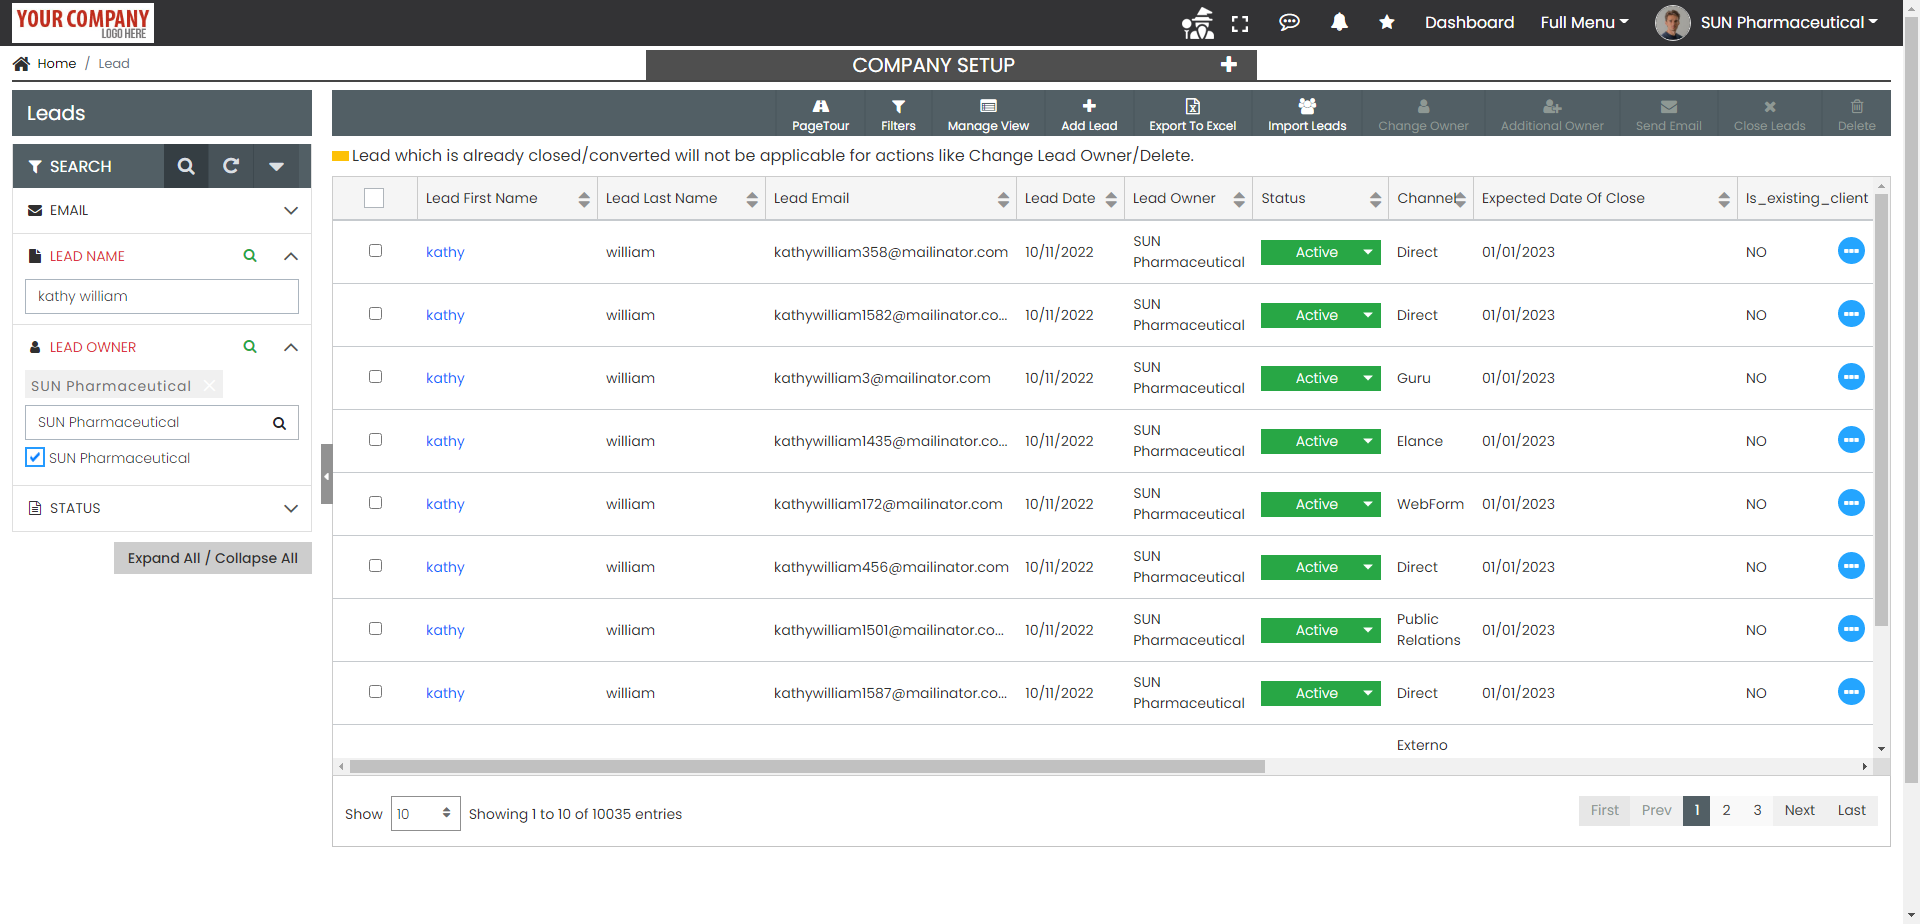 YOUR COMPANY
LOGO HERE
Dashboard
Full Menu
SUN Pharmaceutical
Home / Lead
COMPANY SETUP
Leads
PageTour
Filters
Manage View
Add Lead
Export To Excel
Import Leads
Change Owner
Additional Owner
Send Email
Close Leads
Delete
SEARCH
EMAIL
LEAD NAME
kathy william
LEAD OWNER
SUN Pharmaceutical
SUN Pharmaceutical
SUN Pharmaceutical
STATUS
Expand All / Collapse All
Lead which is already closed/converted will not be applicable for actions like Change Lead Owner/Delete.
Lead First Name Lead Last Name Lead Email Lead Date Lead Owner Status Channel Expected Date Of Close Is_existing_client
kathy william kathywilliam358@mailinator.com 10/11/2022 SUN Pharmaceutical Active Direct 01/01/2023 NO
kathy william kathywilliam1582@mailinator.co... 10/11/2022 SUN Pharmaceutical Active Direct 01/01/2023 NO
kathy william kathywilliam3@mailinator.com 10/11/2022 SUN Pharmaceutical Active Guru 01/01/2023 NO
kathy william kathywilliam1435@mailinator.co... 10/11/2022 SUN Pharmaceutical Active Elance 01/01/2023 NO
kathy william kathywilliam172@mailinator.com 10/11/2022 SUN Pharmaceutical Active WebForm 01/01/2023 NO
kathy william kathywilliam456@mailinator.com 10/11/2022 SUN Pharmaceutical Active Direct 01/01/2023 NO
kathy william kathywilliam1501@mailinator.co... 10/11/2022 SUN Pharmaceutical Active Public Relations 01/01/2023 NO
kathy william kathywilliam1587@mailinator.co... 10/11/2022 SUN Pharmaceutical Active Direct 01/01/2023 NO
Externo
Show 10 Showing 1 to 10 of 10035 entries
First Prev 1 2 3 Next Last